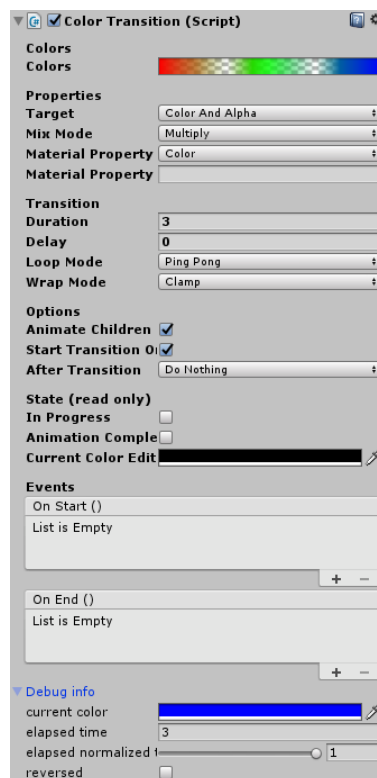 Color Transition (Script)
Colors
Colors
Properties
Target Color And Alpha
Mix Mode Multiply
Material Property Color
Material Property
Transition
Duration 3
Delay 0
Loop Mode Ping Pong
Wrap Mode Clamp
Options
Animate Children
Start Transition O
After Transition Do Nothing
State (read only)
In Progress
Animation Comple
Current Color Edit
Events
On Start ()
List is Empty
+ −
On End ()
List is Empty
+ −
Debug info
current color
elapsed time 3
elapsed normalized t 1
reversed